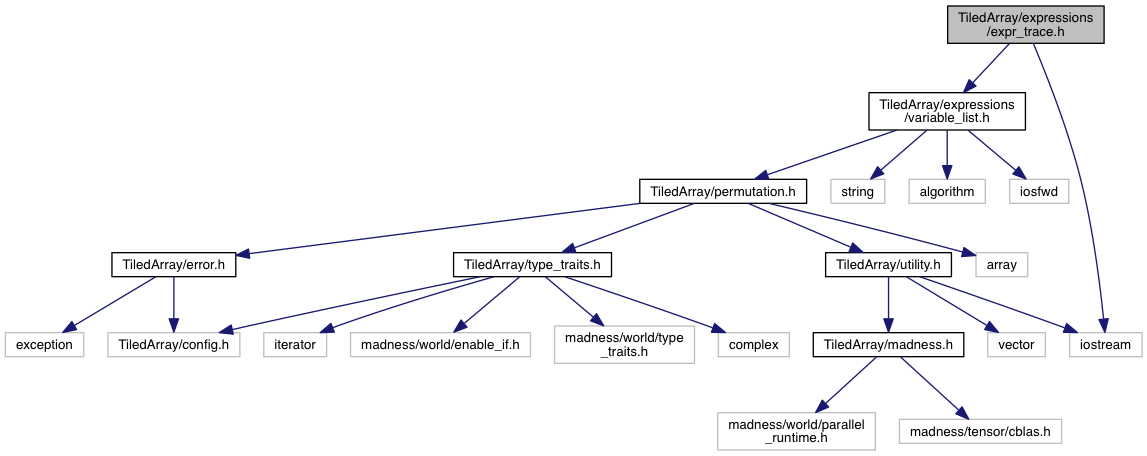 TiledArray/expressions
/expr_trace.h
TiledArray/expressions
/variable_list.h
TiledArray/permutation.h
string
algorithm
iosfwd
TiledArray/error.h
TiledArray/type_traits.h
TiledArray/utility.h
array
exception
TiledArray/config.h
iterator
madness/world/enable_if.h
madness/world/type
_traits.h
complex
TiledArray/madness.h
vector
iostream
madness/world/parallel
_runtime.h
madness/tensor/cblas.h